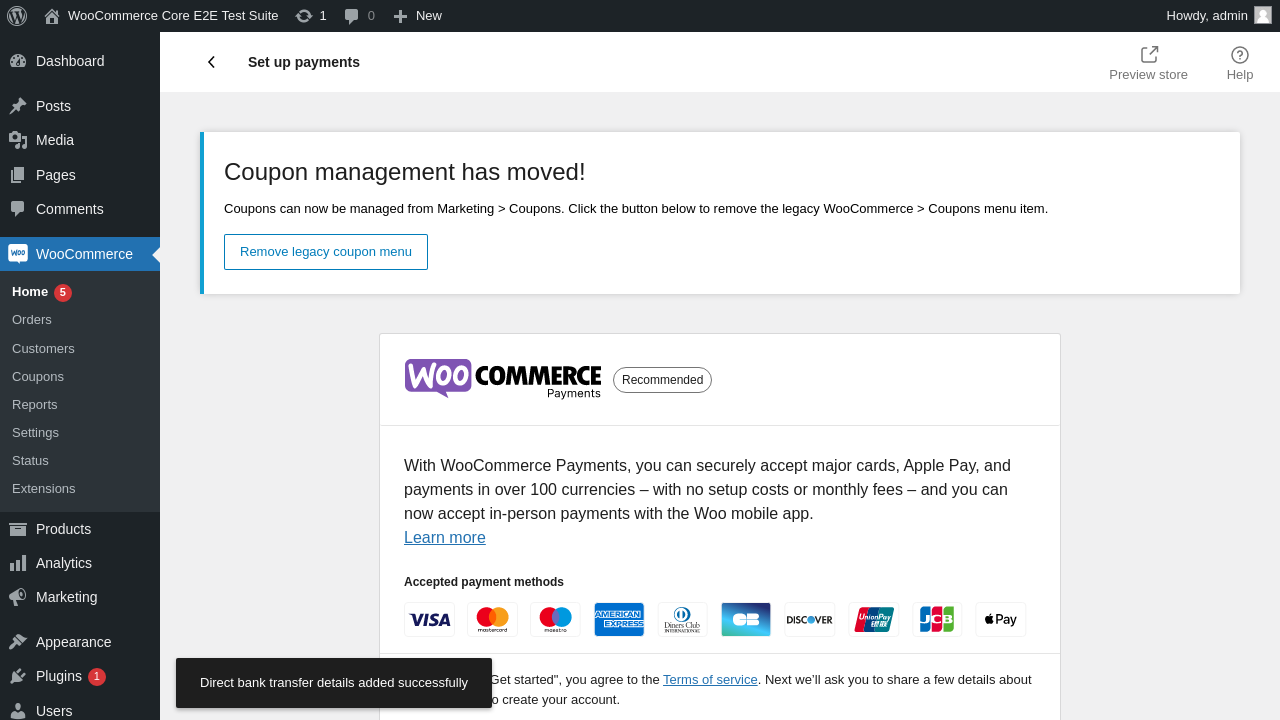 WooCommerce Core E2E Test Suite 1 0 New Howdy, admin
Dashboard
Posts
Media
Pages
Comments
WooCommerce
Home 5
Orders
Customers
Coupons
Reports
Settings
Status
Extensions
Products
Analytics
Marketing
Appearance
Plugins 1
Users
Set up payments
Preview store
Help
Coupon management has moved!
Coupons can now be managed from Marketing > Coupons. Click the button below to remove the legacy WooCommerce > Coupons menu item.
Remove legacy coupon menu
WOO COMMERCE
Payments
Recommended
With WooCommerce Payments, you can securely accept major cards, Apple Pay, and
payments in over 100 currencies – with no setup costs or monthly fees – and you can
now accept in-person payments with the Woo mobile app.
Learn more
Accepted payment methods
VISA
mastercard
maestro
AMERICAN
EXPRESS
Diners Club
INTERNATIONAL
DISCOVER
UnionPay
银联
JCB
Pay
Get started", you agree to the Terms of service. Next we'll ask you to share a few details about
o create your account.
Direct bank transfer details added successfully